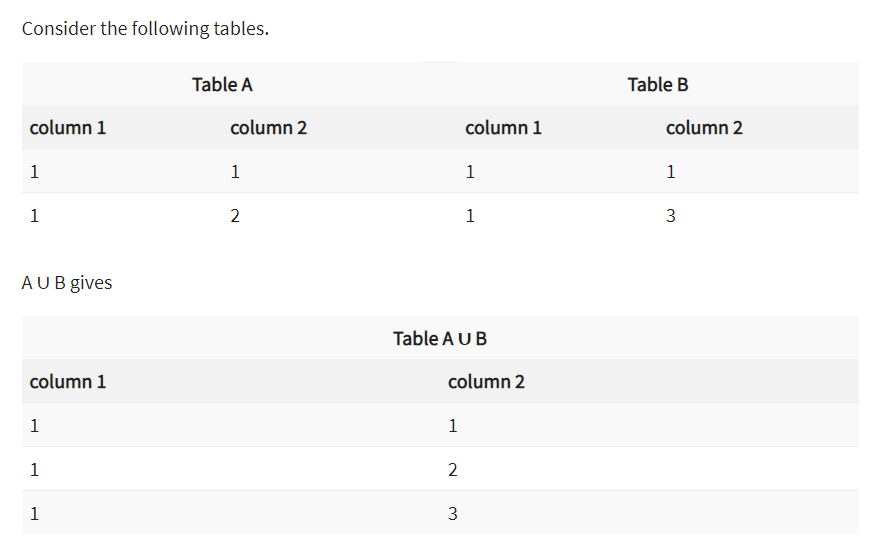 Consider the following tables.
Table A Table B
column 1 column 2 column 1 column 2
1 1 1 1
1 2 1 3
A ∪ B gives
Table A ∪ B
column 1 column 2
1 1
1 2
1 3